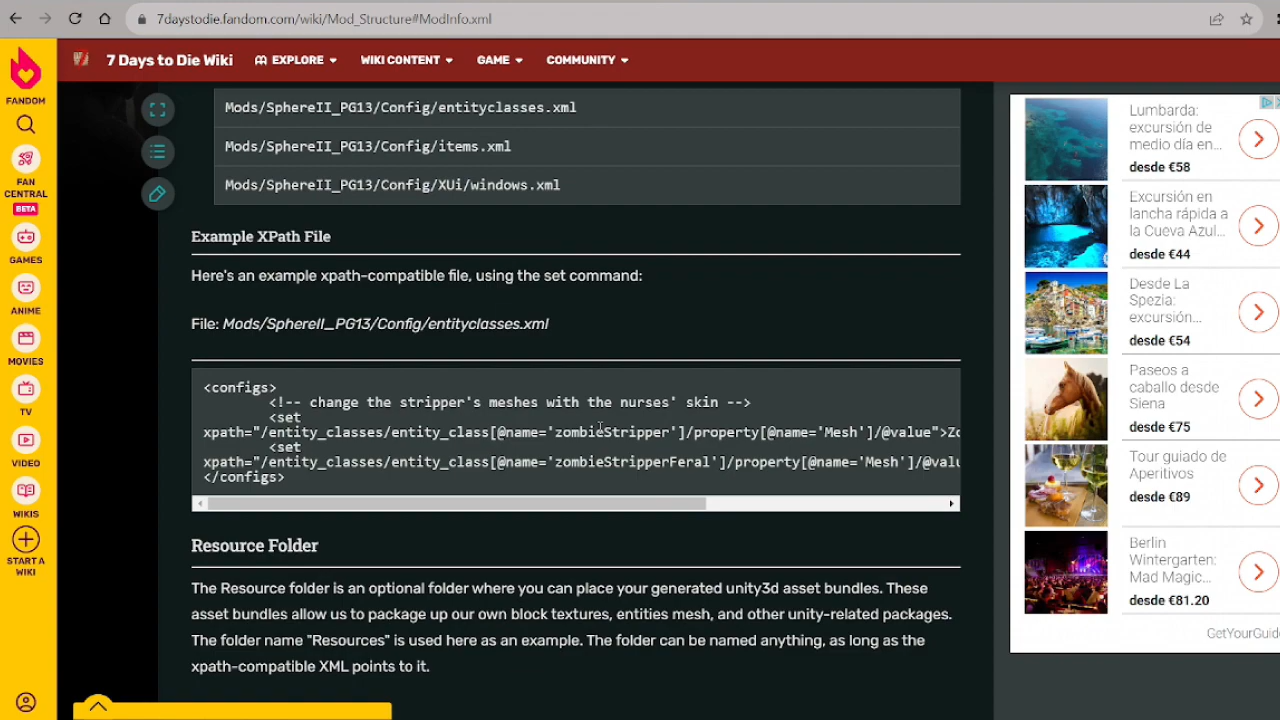 7daystodie.fandom.com/wiki/Mod_Structure#ModInfo.xml
FANDOM
FAN
CENTRAL
BETA
GAMES
ANIME
MOVIES
TV
VIDEO
WIKIS
START A
WIKI
7 Days to Die Wiki
EXPLORE
WIKI CONTENT
GAME
COMMUNITY
Mods/SphereII_PG13/Config/entityclasses.xml
Mods/SphereII_PG13/Config/items.xml
Mods/SphereII_PG13/Config/XUi/windows.xml
Example XPath File
Here's an example xpath-compatible file, using the set command:
File: Mods/SphereII_PG13/Config/entityclasses.xml
<configs>
<!-- change the stripper's meshes with the nurses' skin -->
<set
xpath="/entity_classes/entity_class[@name='zombieStripper']/property[@name='Mesh']/@value">Zo
<set
xpath="/entity_classes/entity_class[@name='zombieStripperFeral']/property[@name='Mesh']/@valu
</configs>
Resource Folder
The Resource folder is an optional folder where you can place your generated unity3d asset bundles. These
asset bundles allow us to package up our own block textures, entities mesh, and other unity-related packages.
The folder name "Resources" is used here as an example. The folder can be named anything, as long as the
xpath-compatible XML points to it.
Lumbarda:
excursión de
medio día en...
desde €58
Excursión en
lancha rápida a
la Cueva Azul...
desde €44
Desde La
Spezia:
excursión...
desde €54
Paseos a
caballo desde
Siena
desde €75
Tour guiado de
Aperitivos
desde €89
Berlin
Wintergarten:
Mad Magic...
desde €81.20
GetYourGuid